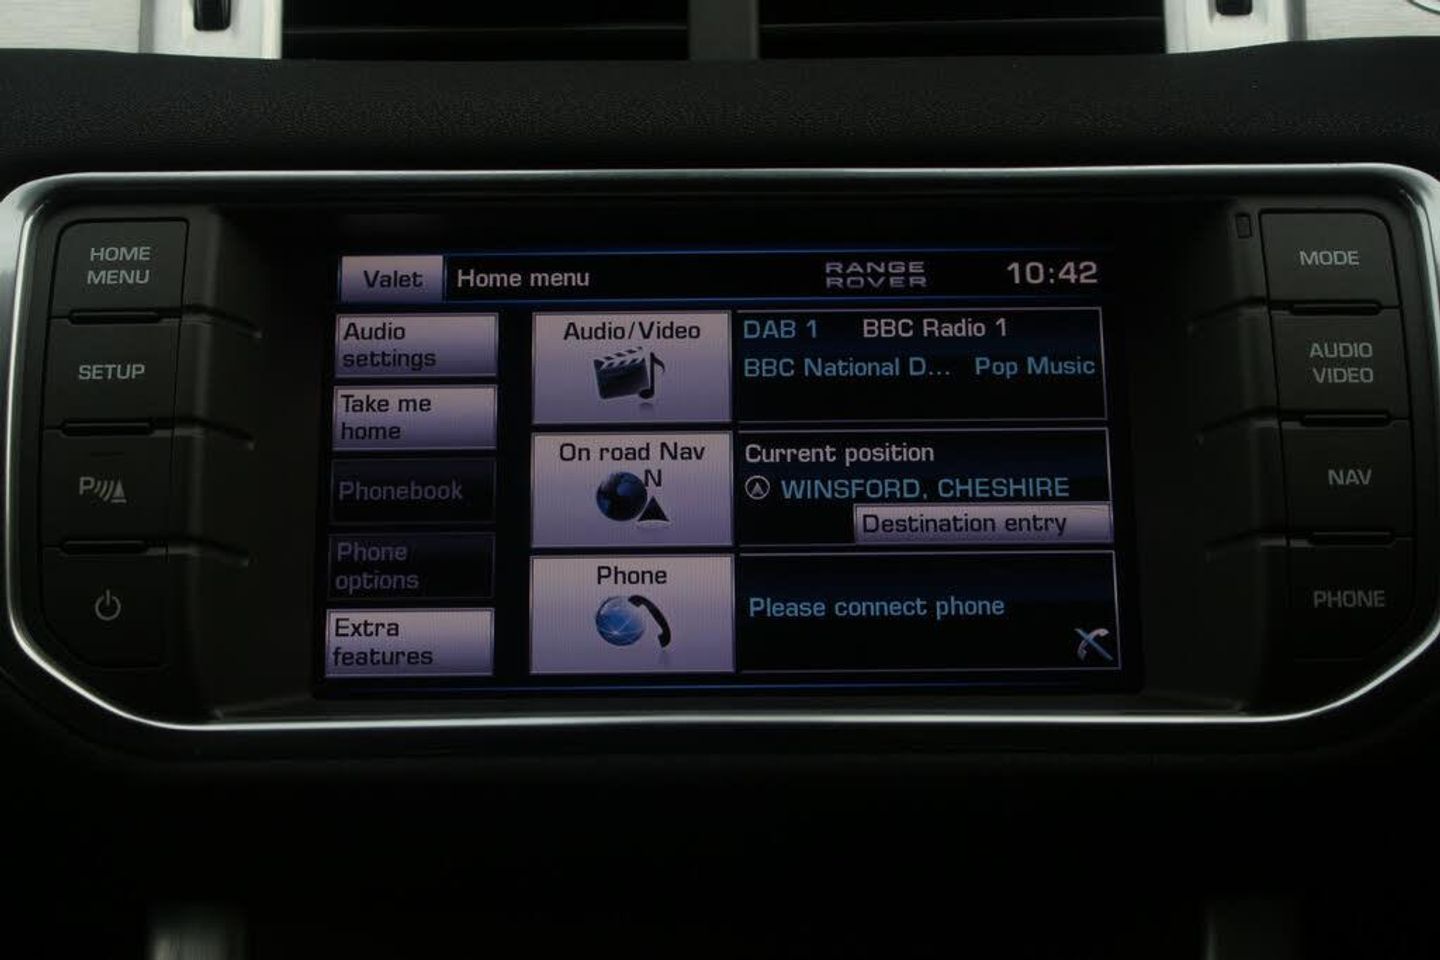 HOME
MENU
SETUP
P
Valet
Home menu
RANGE
ROVER
10:42
Audio
settings
Take me
home
Phonebook
Phone
options
Extra
features
Audio/Video
On road Nav
N
Phone
DAB 1 BBC Radio 1
BBC National D... Pop Music
Current position
WINSFORD, CHESHIRE
Destination entry
Please connect phone
MODE
AUDIO
VIDEO
NAV
PHONE